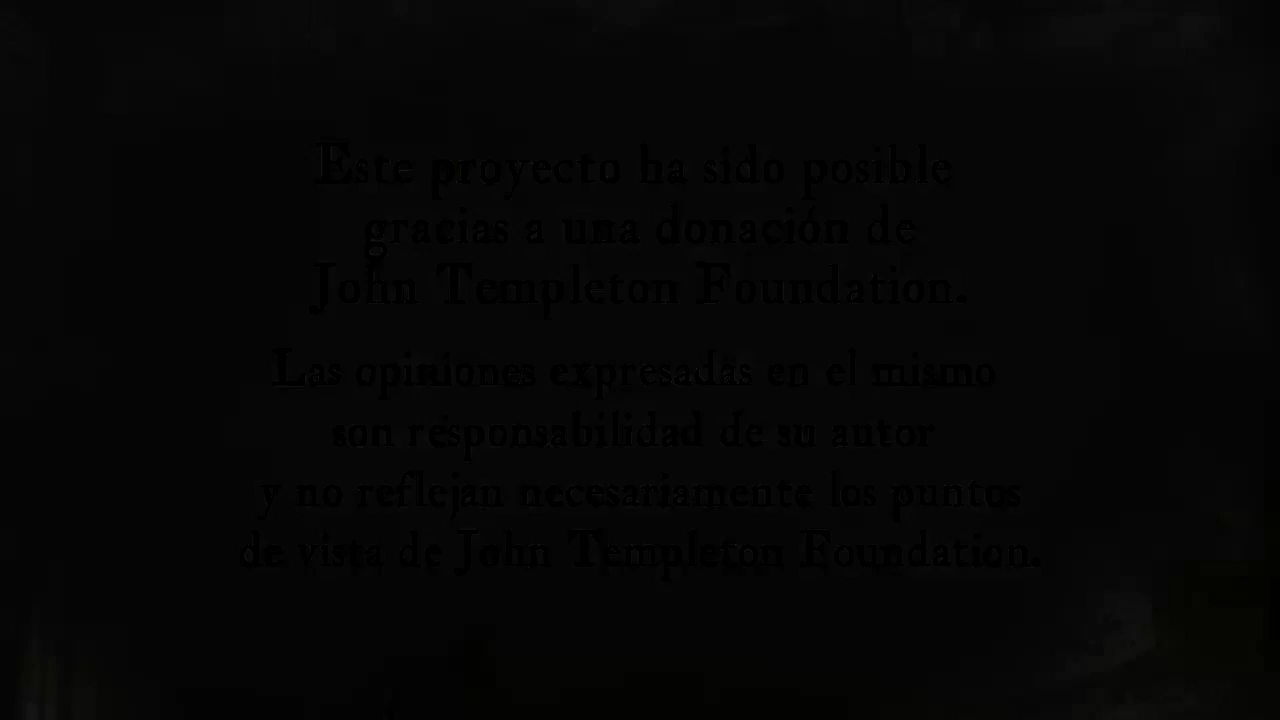 Este proyecto ha sido posible
gracias a una donación de
John Templeton Foundation.
Las opiniones expresadas en el mismo
son responsabilidad de su autor
y no reflejan necesariamente los puntos
de vista de John Templeton Foundation.